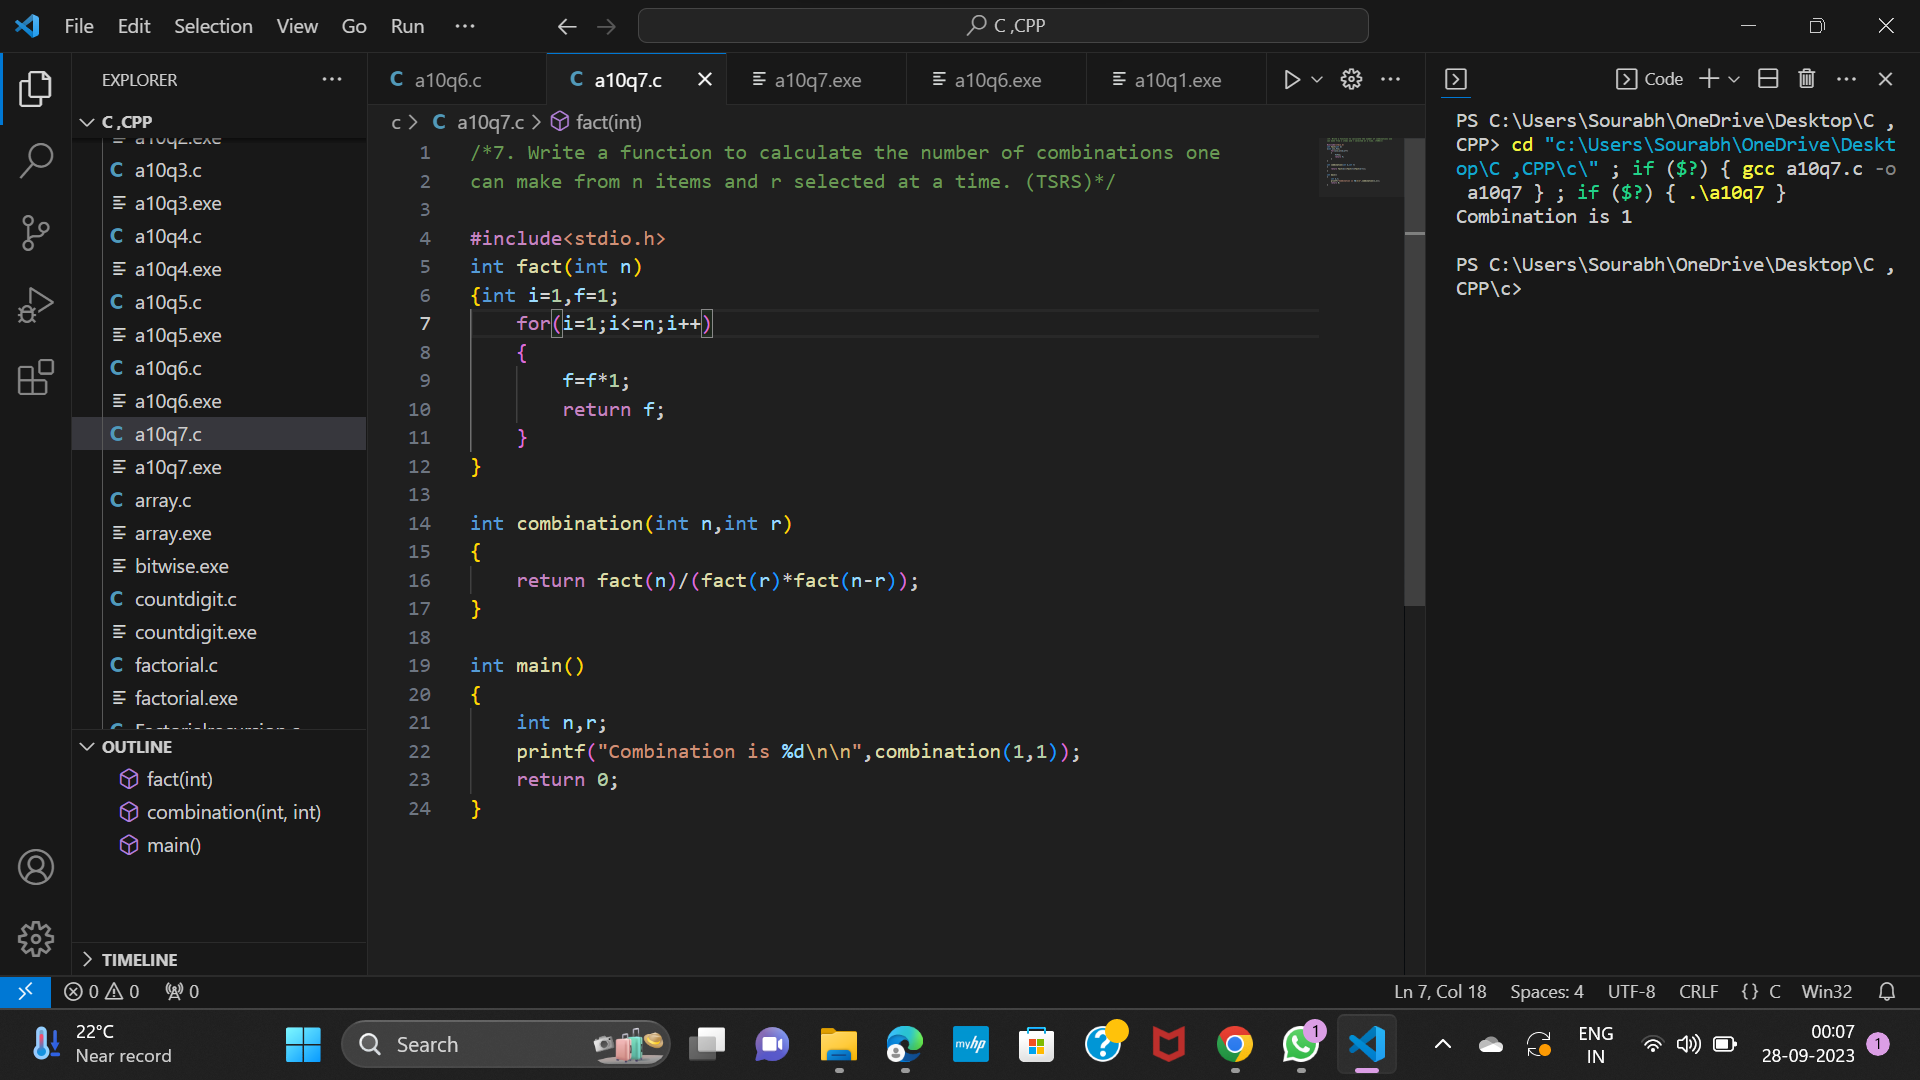 File Edit Selection View Go Run ...
C ,CPP
EXPLORER
a10q6.c
a10q7.c
a10q7.exe
a10q6.exe
a10q1.exe
Code
C ,CPP
a10q2.exe
a10q3.c
a10q3.exe
a10q4.c
a10q4.exe
a10q5.c
a10q5.exe
a10q6.c
a10q6.exe
a10q7.c
a10q7.exe
array.c
array.exe
bitwise.exe
countdigit.c
countdigit.exe
factorial.c
factorial.exe
Factorialrecursion.c
OUTLINE
fact(int)
combination(int, int)
main()
TIMELINE
c > C a10q7.c > fact(int)
1 /*7. Write a function to calculate the number of combinations one
2 can make from n items and r selected at a time. (TSRS)*/
3
4 #include<stdio.h>
5 int fact(int n)
6 {int i=1,f=1;
7 for(i=1;i<=n;i++)
8 {
9 f=f*1;
10 return f;
11 }
12 }
13
14 int combination(int n,int r)
15 {
16 return fact(n)/(fact(r)*fact(n-r));
17 }
18
19 int main()
20 {
21 int n,r;
22 printf("Combination is %d\n\n",combination(1,1));
23 return 0;
24 }
PS C:\Users\Sourabh\OneDrive\Desktop\C ,
CPP> cd "c:\Users\Sourabh\OneDrive\Deskt
op\C ,CPP\c\" ; if ($?) { gcc a10q7.c -o
a10q7 } ; if ($?) { .\a10q7 }
Combination is 1
PS C:\Users\Sourabh\OneDrive\Desktop\C ,
CPP\c>
0 0 0
Ln 7, Col 18 Spaces: 4 UTF-8 CRLF {} C Win32
22°C
Near record
Search
myhp
1
ENG
IN
00:07
28-09-2023
1